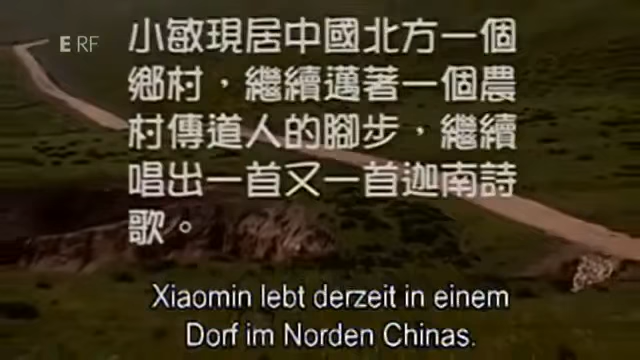 ERF
小敏現居中國北方一個
鄉村，繼續邁著一個農
村傳道人的腳步，繼續
唱出一首又一首迦南詩
歌。
Xiaomin lebt derzeit in einem
Dorf im Norden Chinas.